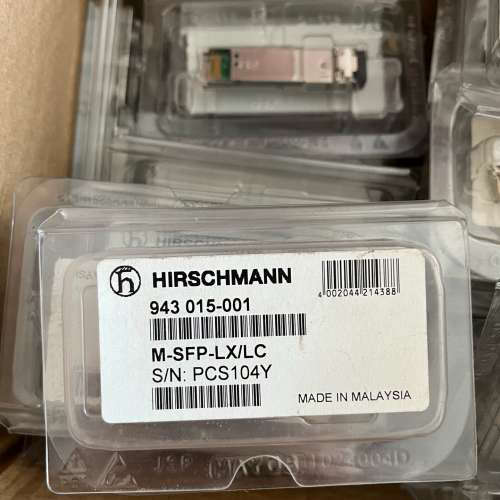 HIRSCHMANN
943 015-001
4 002044 214388
M-SFP-LX/LC
S/N: PCS104Y
MADE IN MALAYSIA